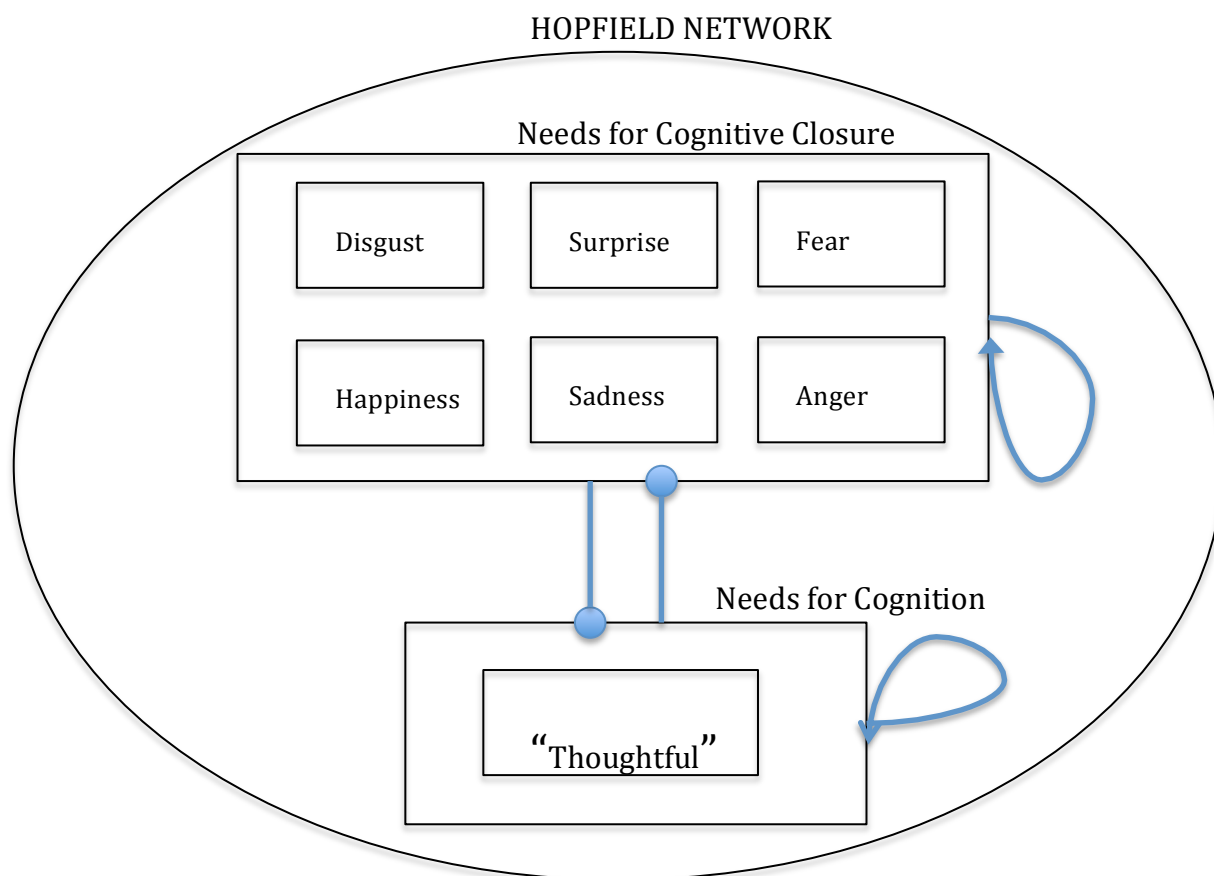 HOPFIELD NETWORK
Needs for Cognitive Closure
Disgust
Surprise
Fear
Happiness
Sadness
Anger
Needs for Cognition
“Thoughtful”